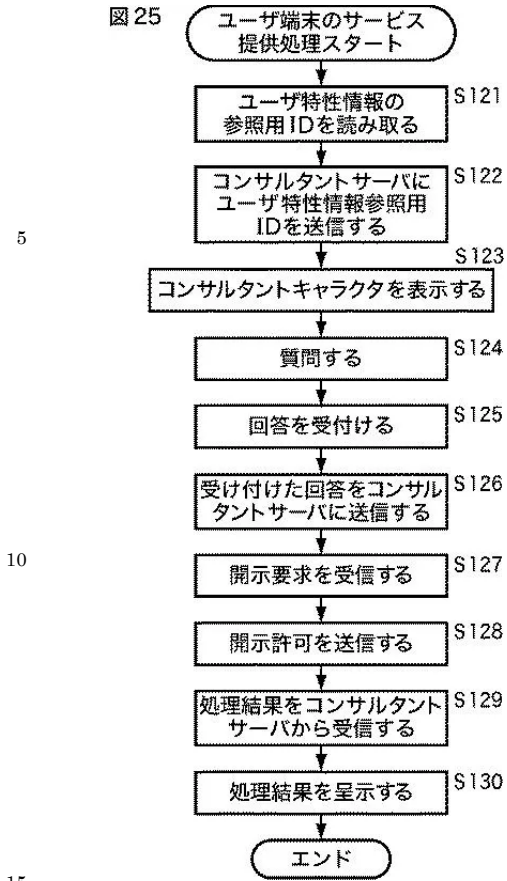 図25
ユーザ端末のサービス
提供処理スタート
S121
ユーザ特性情報の
参照用IDを読み取る
S122
コンサルタントサーバに
ユーザ特性情報参照用
IDを送信する
5
S123
コンサルタントキャラクタを表示する
S124
質問する
S125
回答を受付ける
S126
受け付けた回答をコンサル
タントサーバに送信する
10
S127
開示要求を受信する
S128
開示許可を送信する
S129
処理結果をコンサルタント
サーバから受信する
S130
処理結果を呈示する
エンド
15